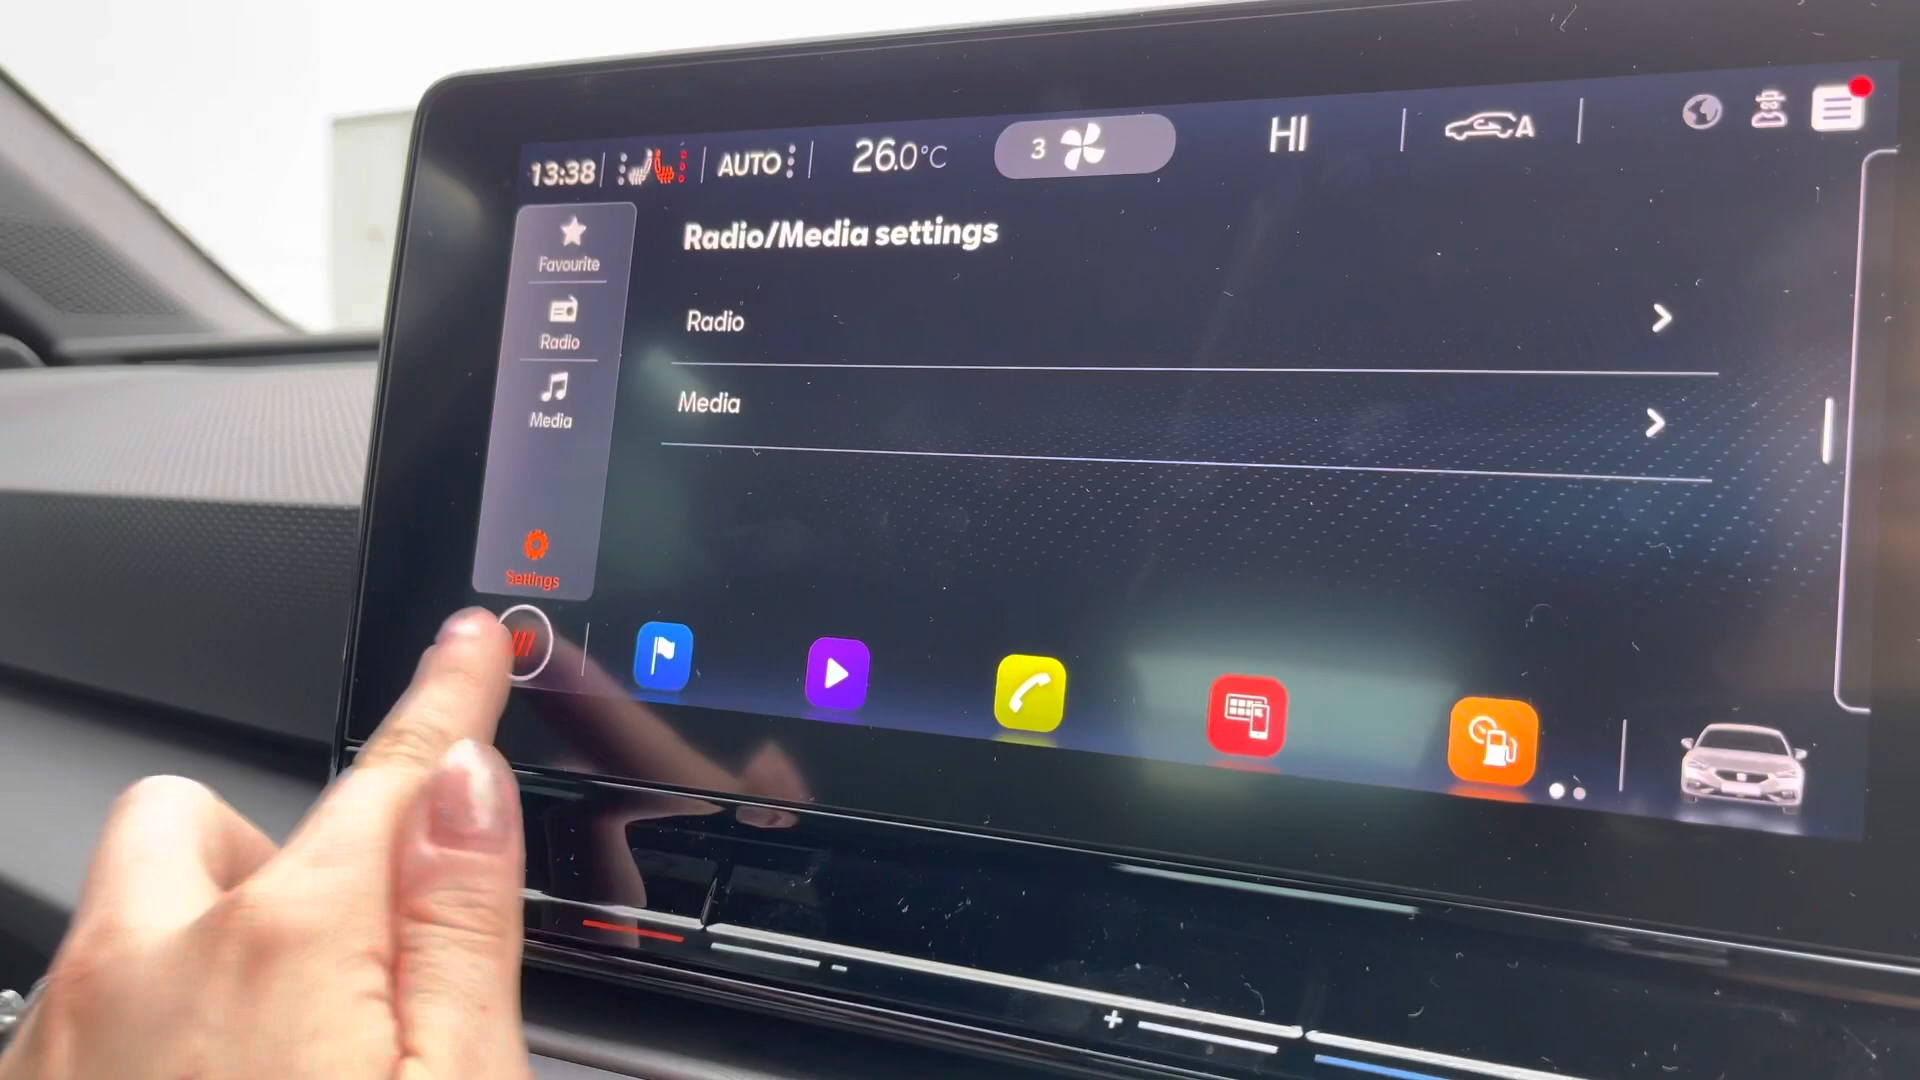 13:38 AUTO 26.0°C 3 HI A
Favourite
Radio
Media
Settings
Radio/Media settings
Radio
Media
+